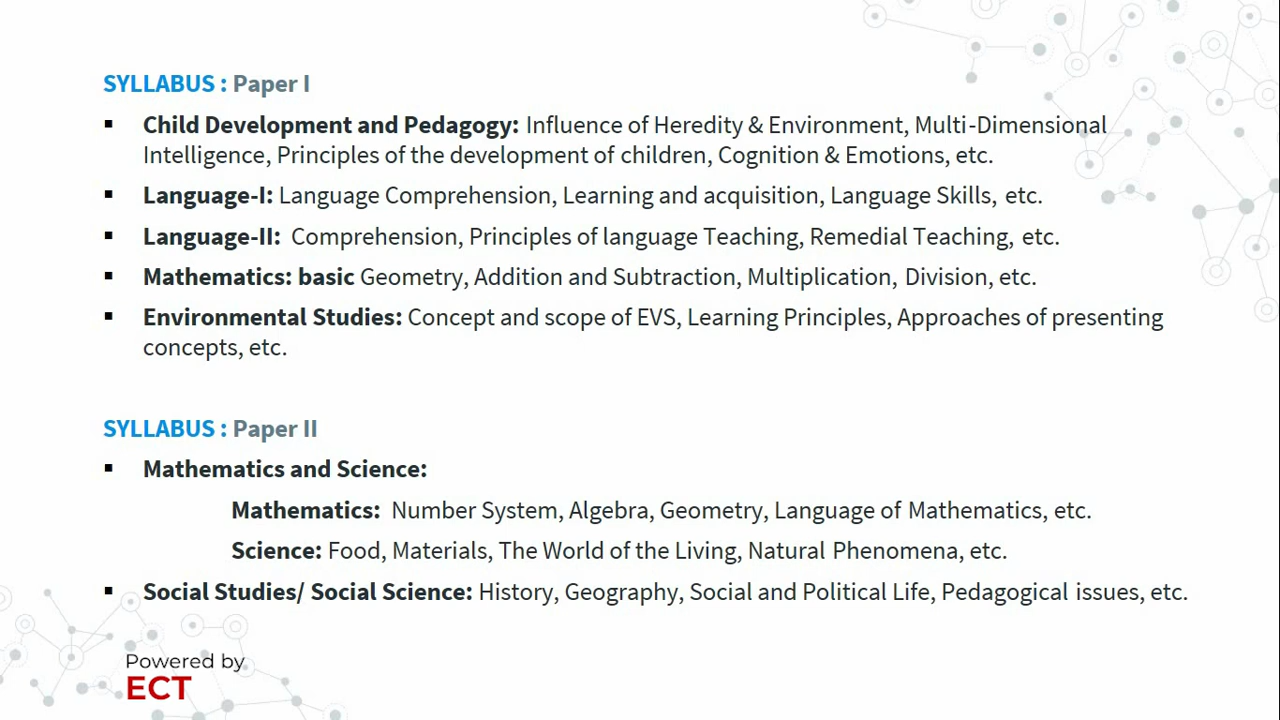 SYLLABUS : Paper I
▪ Child Development and Pedagogy: Influence of Heredity & Environment, Multi-Dimensional
Intelligence, Principles of the development of children, Cognition & Emotions, etc.
▪ Language-I: Language Comprehension, Learning and acquisition, Language Skills, etc.
▪ Language-II: Comprehension, Principles of language Teaching, Remedial Teaching, etc.
▪ Mathematics: basic Geometry, Addition and Subtraction, Multiplication, Division, etc.
▪ Environmental Studies: Concept and scope of EVS, Learning Principles, Approaches of presenting
concepts, etc.
SYLLABUS : Paper II
▪ Mathematics and Science:
Mathematics: Number System, Algebra, Geometry, Language of Mathematics, etc.
Science: Food, Materials, The World of the Living, Natural Phenomena, etc.
▪ Social Studies/ Social Science: History, Geography, Social and Political Life, Pedagogical issues, etc.
Powered by
ECT